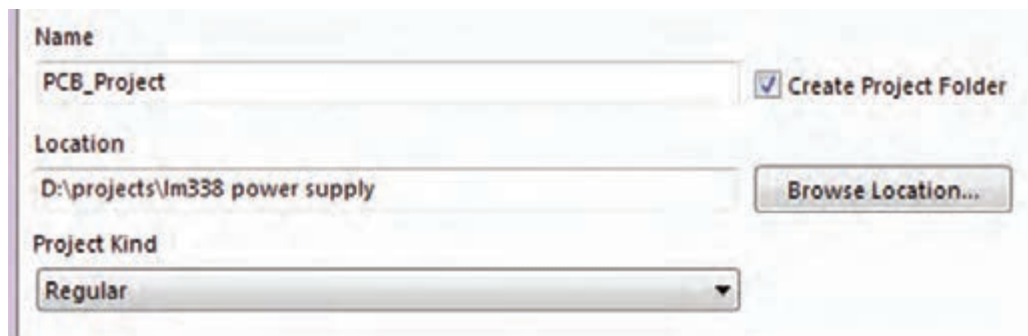 Name
PCB_Project
Create Project Folder
Location
D:\projects\lm338 power supply
Browse Location...
Project Kind
Regular